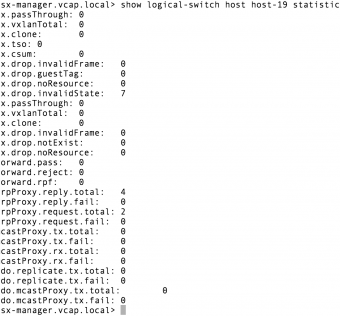 sx-manager.vcap.local> show logical-switch host host-19 statistic
x.passThrough: 0
x.vxlanTotal: 0
x.clone: 0
x.tso: 0
x.csum: 0
x.drop.invalidFrame: 0
x.drop.guestTag: 0
x.drop.noResource: 0
x.drop.invalidState: 7
x.passThrough: 0
x.vxlanTotal: 0
x.clone: 0
x.drop.invalidFrame: 0
x.drop.notExist: 0
x.drop.noResource: 0
orward.pass: 0
orward.reject: 0
orward.rpf: 0
rpProxy.reply.total: 4
rpProxy.reply.fail: 0
rpProxy.request.total: 2
rpProxy.request.fail: 0
castProxy.tx.total: 0
castProxy.tx.fail: 0
castProxy.rx.total: 0
castProxy.rx.fail: 0
do.replicate.tx.total: 0
do.replicate.tx.fail: 0
do.mcastProxy.tx.total: 0
do.mcastProxy.tx.fail: 0
sx-manager.vcap.local>